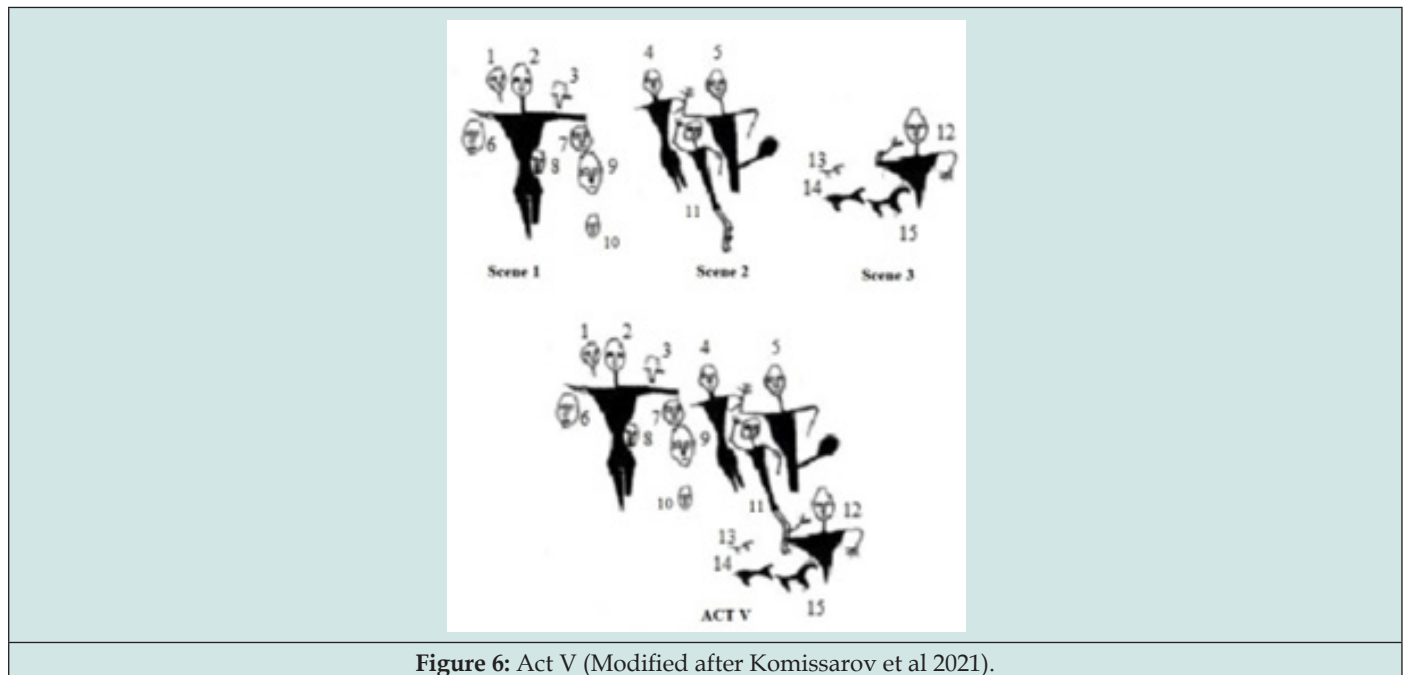 1 2 3 4 5
6 7 8 9 10 11 12 13 14 15
Scene 1 Scene 2 Scene 3
1 2 3 4 5
6 7 8 9 10 11 12 13 14 15
ACT V
Figure 6: Act V (Modified after Komissarov et al 2021).